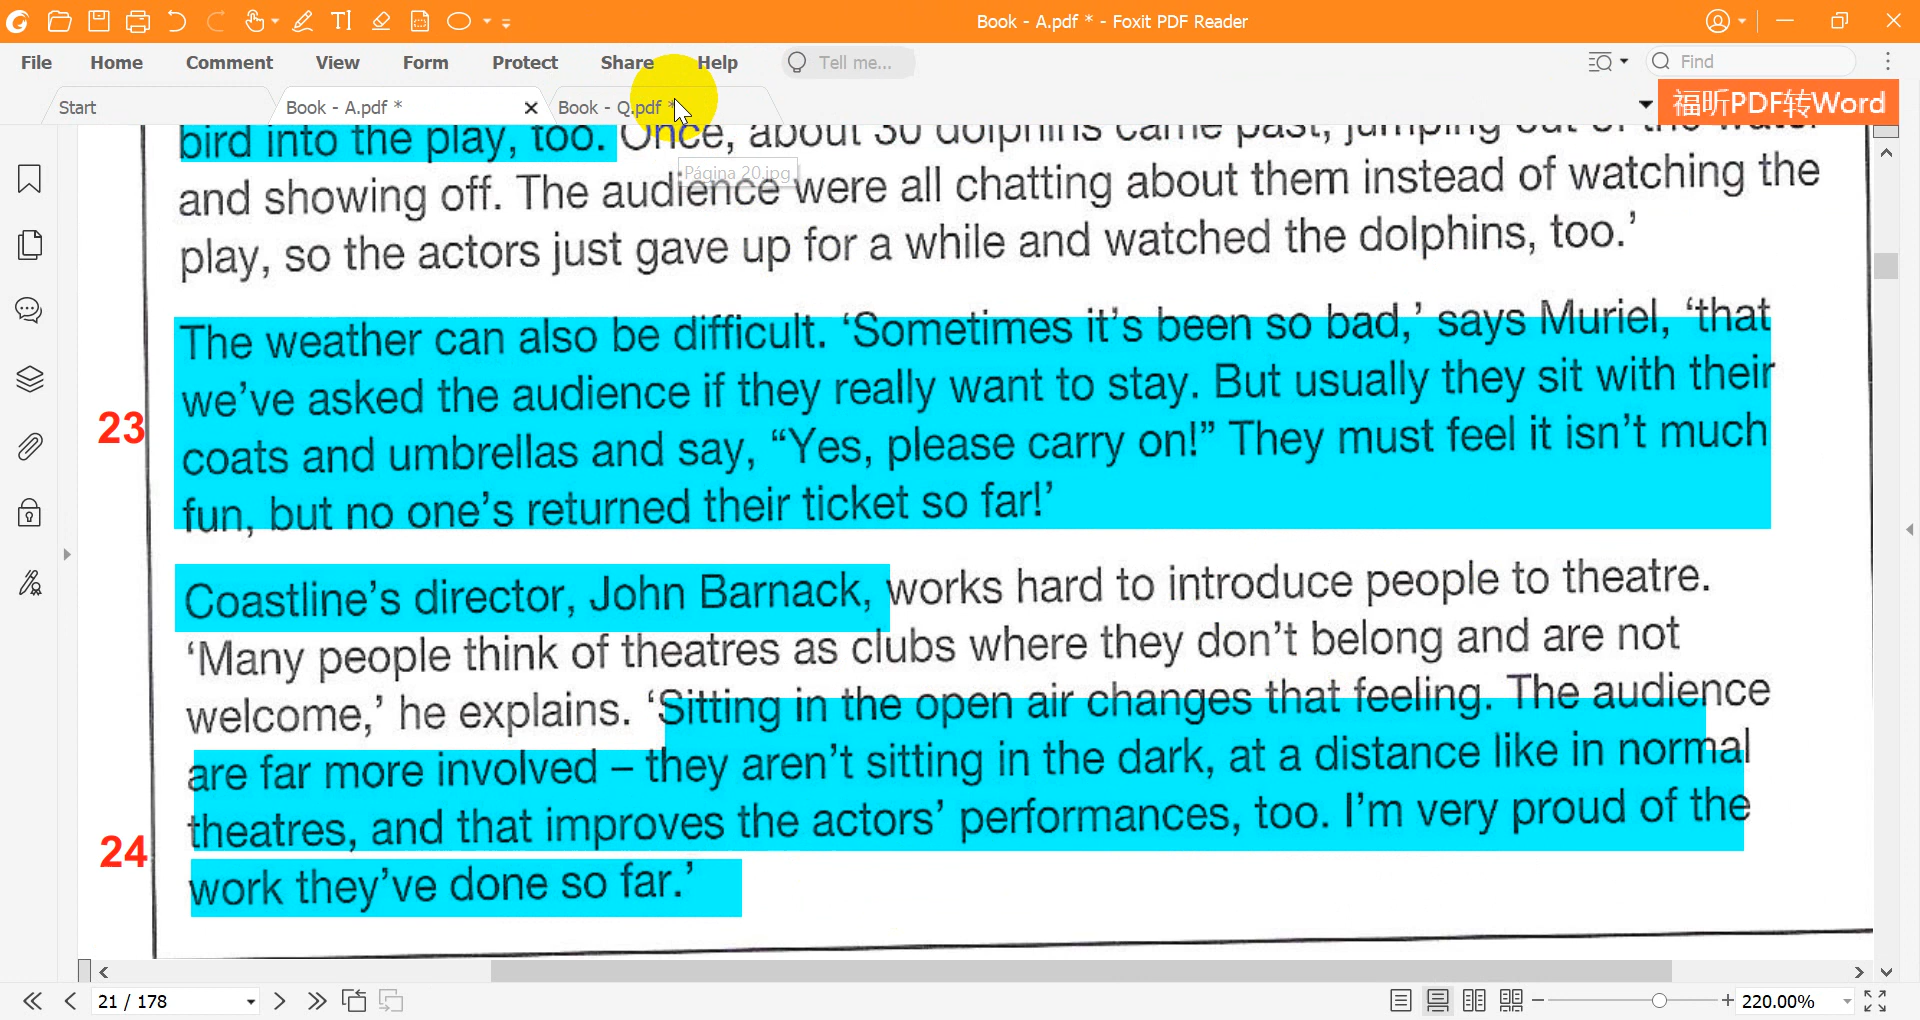 Book - A.pdf * - Foxit PDF Reader
File Home Comment View Form Protect Share Help Tell me... Find
Start Book - A.pdf * Book - Q.pdf * 福昕PDF转Word
bird into the play, too. Once, about 30 dolphins came past, jumping out of the water
Página 20.jpg
and showing off. The audience were all chatting about them instead of watching the
play, so the actors just gave up for a while and watched the dolphins, too.’
The weather can also be difficult. ‘Sometimes it’s been so bad,’ says Muriel, ‘that
we’ve asked the audience if they really want to stay. But usually they sit with their
23
coats and umbrellas and say, “Yes, please carry on!” They must feel it isn’t much
fun, but no one’s returned their ticket so far!’
Coastline’s director, John Barnack, works hard to introduce people to theatre.
‘Many people think of theatres as clubs where they don’t belong and are not
welcome,’ he explains. ‘Sitting in the open air changes that feeling. The audience
are far more involved – they aren’t sitting in the dark, at a distance like in normal
theatres, and that improves the actors’ performances, too. I’m very proud of the
24
work they’ve done so far.’
21 / 178 220.00%